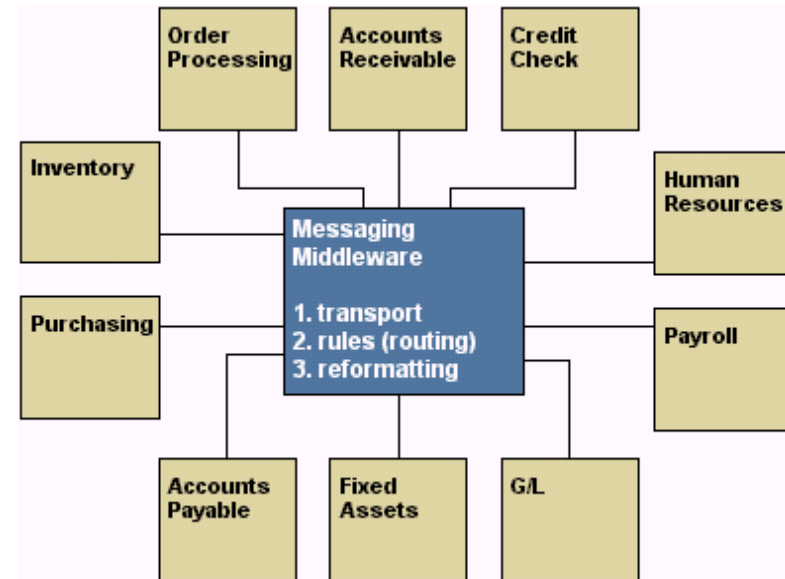 Order
Processing
Accounts
Receivable
Credit
Check
Inventory
Human
Resources
Messaging
Middleware
1. transport
2. rules (routing)
3. reformatting
Purchasing
Payroll
Accounts
Payable
Fixed
Assets
G/L